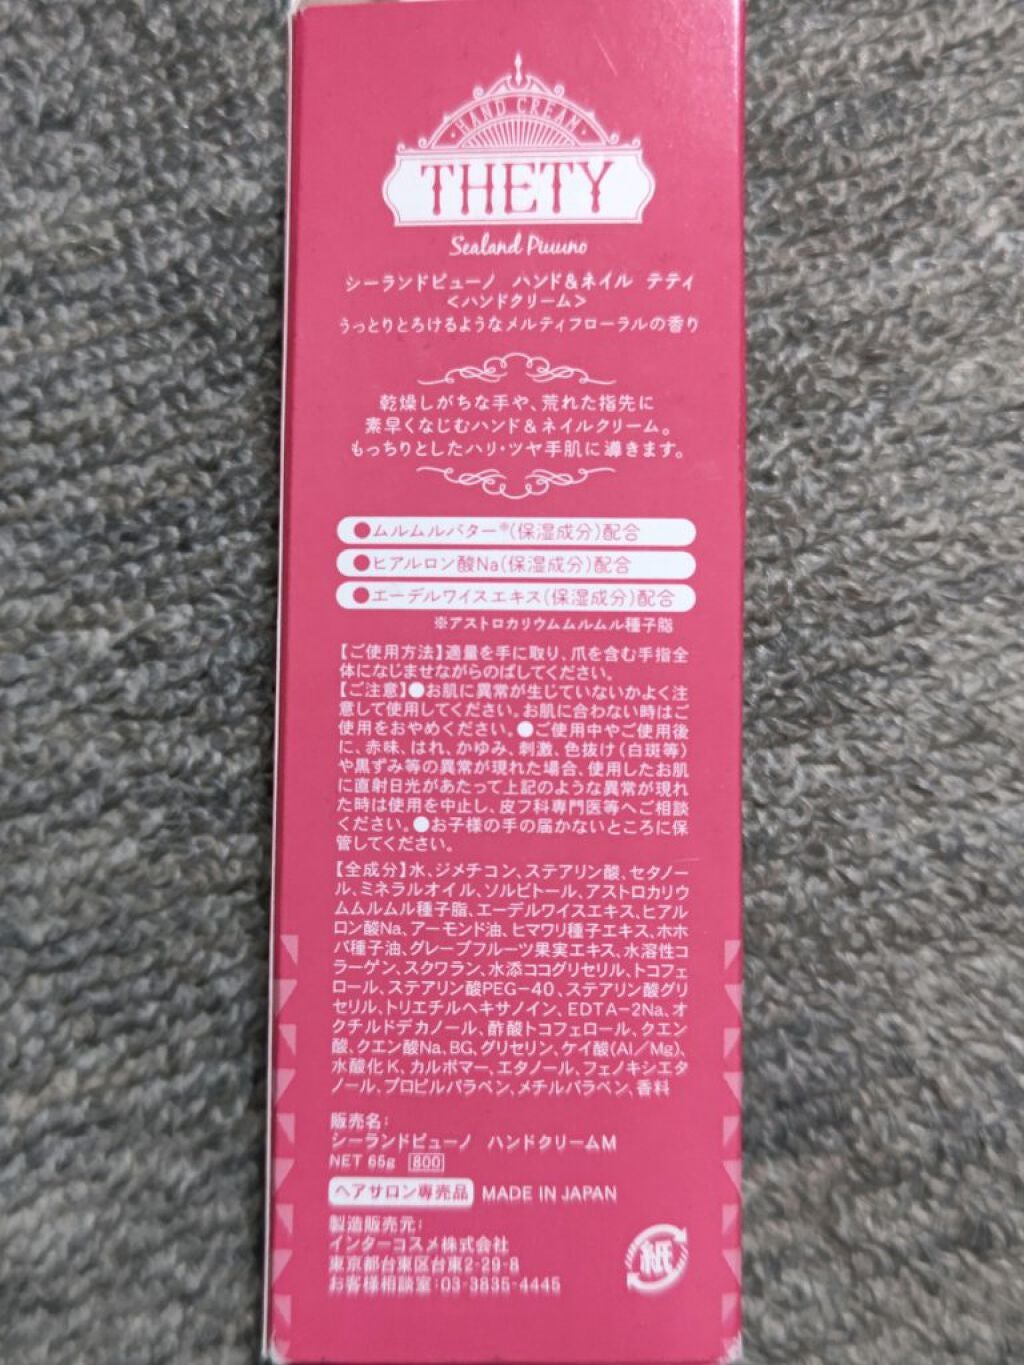 HAND CREAM
THETY
Sealand Piuuno
シーランドピューノ ハンド&ネイル テティ
<ハンドクリーム>
うっとりとろけるようなメルティフローラルの香り
乾燥しがちな手や、荒れた指先に
素早くなじむハンド&ネイルクリーム。
もっちりとしたハリ・ツヤ手肌に導きます。
●ムルムルバター※(保湿成分)配合
●ヒアルロン酸Na(保湿成分)配合
●エーデルワイスエキス(保湿成分)配合
※アストロカリウムムルムル種子脂
【ご使用方法】適量を手に取り、爪を含む手指全
体になじませながらのばしてください。
【ご注意】●お肌に異常が生じていないかよく注
意して使用してください。お肌に合わない時はご
使用をおやめください。●ご使用中やご使用後
に、赤味、はれ、かゆみ、刺激、色抜け(白斑等)
や黒ずみ等の異常が現れた場合、使用したお肌
に直射日光があたって上記のような異常が現れ
た時は使用を中止し、皮フ科専門医等へご相談
ください。●お子様の手の届かないところに保
管してください。
【全成分】水、ジメチコン、ステアリン酸、セタノー
ル、ミネラルオイル、ソルビトール、アストロカリウ
ムムルムル種子脂、エーデルワイスエキス、ヒアル
ロン酸Na、アーモンド油、ヒマワリ種子エキス、ホホ
バ種子油、グレープフルーツ果実エキス、水溶性コ
ラーゲン、スクワラン、水添ココグリセリル、トコフェ
ロール、ステアリン酸PEG-40、ステアリン酸グリ
セリル、トリエチルヘキサノイン、EDTA-2Na、オ
クチルドデカノール、酢酸トコフェロール、クエン
酸、クエン酸Na、BG、グリセリン、ケイ酸(Al/Mg)、
水酸化K、カルボマー、エタノール、フェノキシエタ
ノール、プロピルパラベン、メチルパラベン、香料
販売名:
シーランドピューノ ハンドクリームM
NET 65g 800
ヘアサロン専売品 MADE IN JAPAN
製造販売元:
インターコスメ株式会社
東京都台東区台東2-29-8
お客様相談室:03-3835-4445
紙